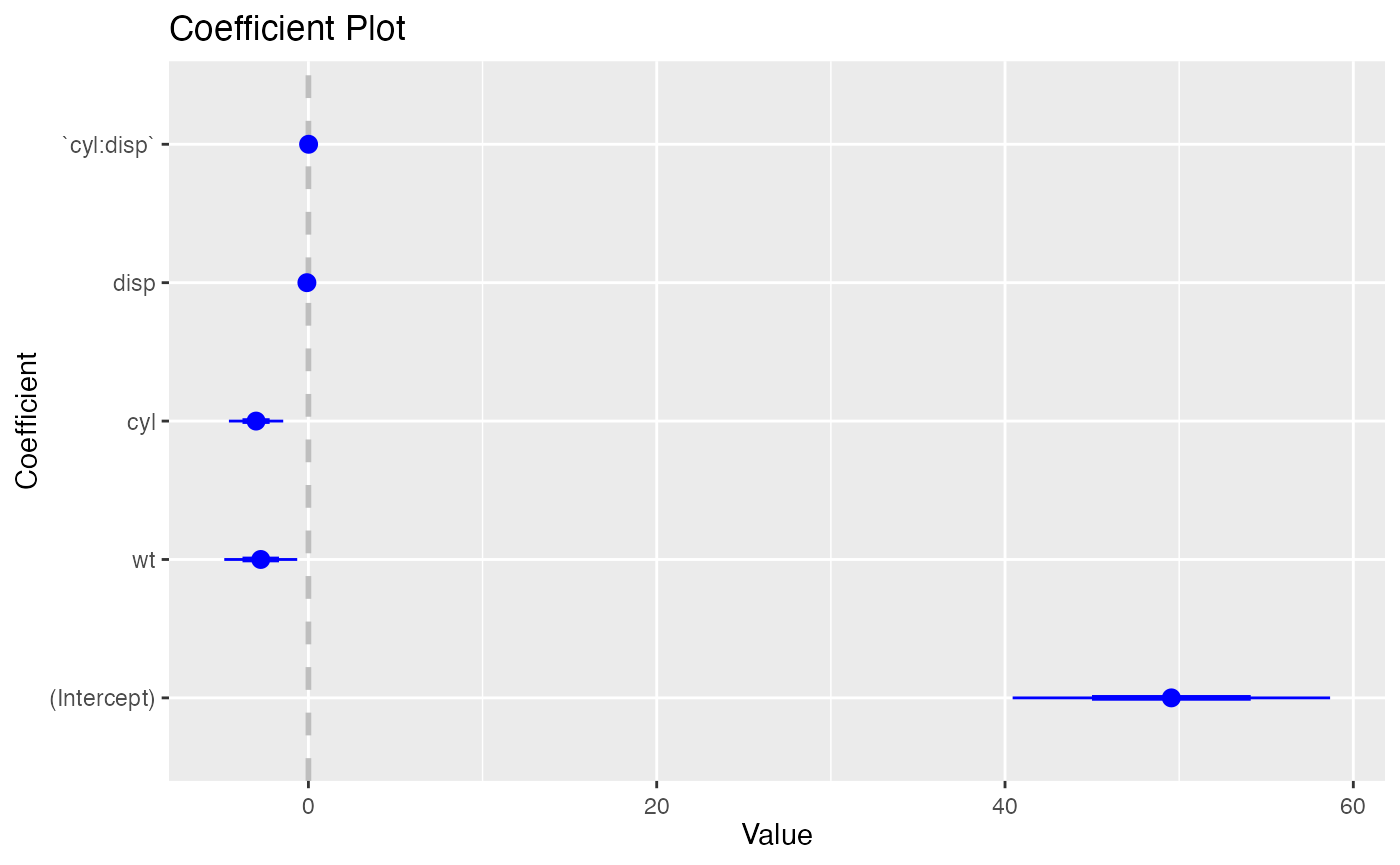 Coefficient Plot
`cyl:disp`
disp
cyl
wt
(Intercept)
Coefficient
0 20 40 60
Value